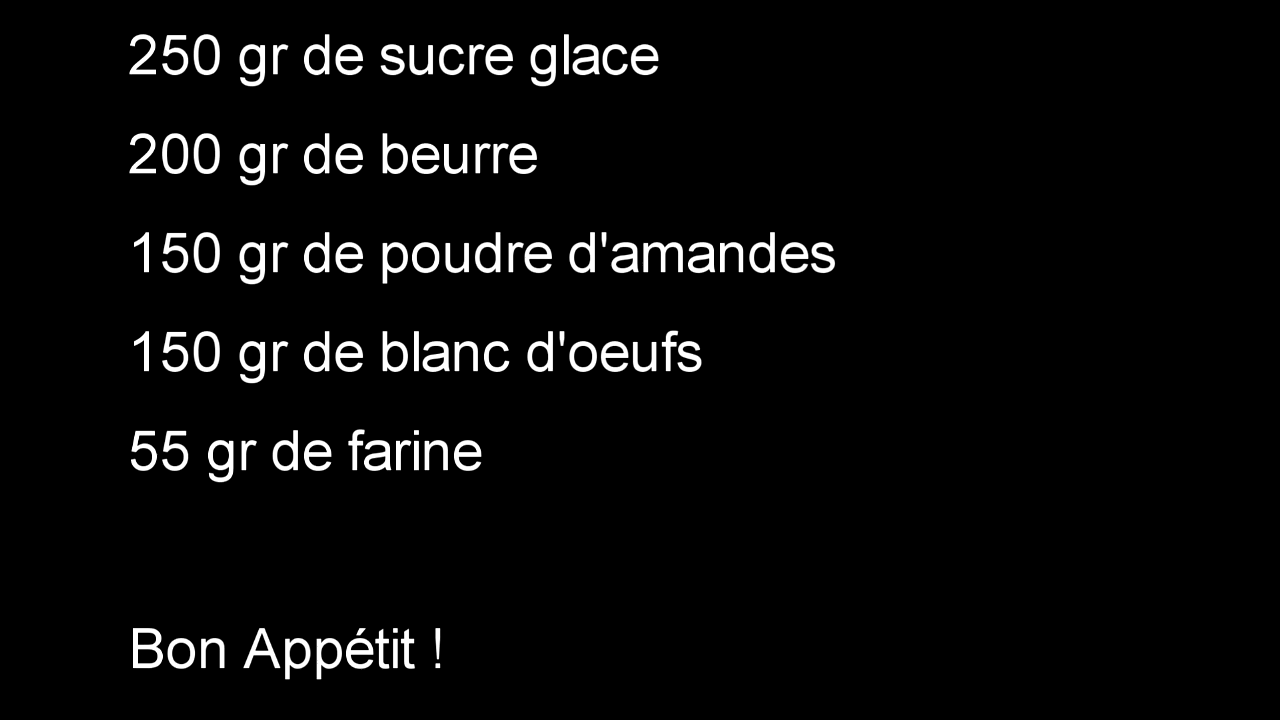 250 gr de sucre glace
200 gr de beurre
150 gr de poudre d'amandes
150 gr de blanc d'oeufs
55 gr de farine
Bon Appétit !